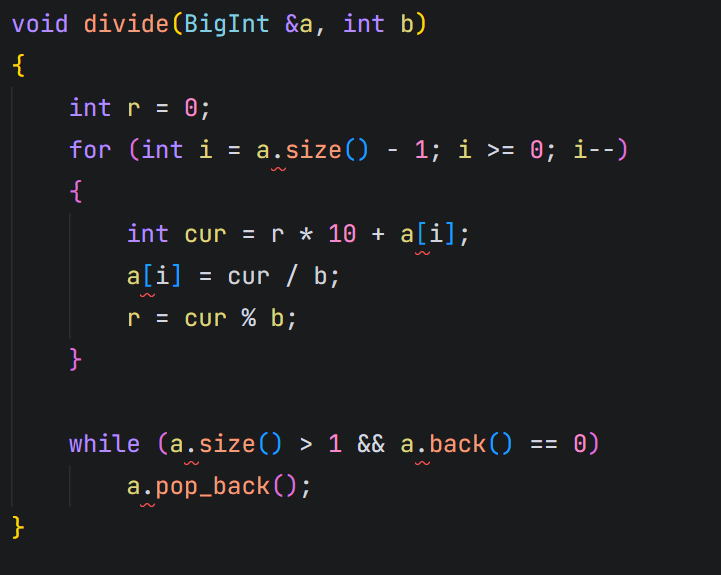 void divide(BigInt &a, int b)
{
    int r = 0;
    for (int i = a.size() - 1; i >= 0; i--)
    {
        int cur = r * 10 + a[i];
        a[i] = cur / b;
        r = cur % b;
    }

    while (a.size() > 1 && a.back() == 0)
        a.pop_back();
}